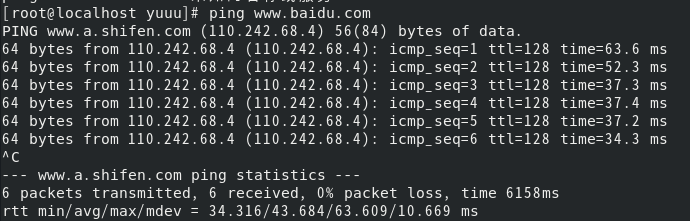 [root@localhost yuuu]# ping www.baidu.com
PING www.a.shifen.com (110.242.68.4) 56(84) bytes of data.
64 bytes from 110.242.68.4 (110.242.68.4): icmp_seq=1 ttl=128 time=63.6 ms
64 bytes from 110.242.68.4 (110.242.68.4): icmp_seq=2 ttl=128 time=52.3 ms
64 bytes from 110.242.68.4 (110.242.68.4): icmp_seq=3 ttl=128 time=37.3 ms
64 bytes from 110.242.68.4 (110.242.68.4): icmp_seq=4 ttl=128 time=37.4 ms
64 bytes from 110.242.68.4 (110.242.68.4): icmp_seq=5 ttl=128 time=37.2 ms
64 bytes from 110.242.68.4 (110.242.68.4): icmp_seq=6 ttl=128 time=34.3 ms
^C
--- www.a.shifen.com ping statistics ---
6 packets transmitted, 6 received, 0% packet loss, time 6158ms
rtt min/avg/max/mdev = 34.316/43.684/63.609/10.669 ms